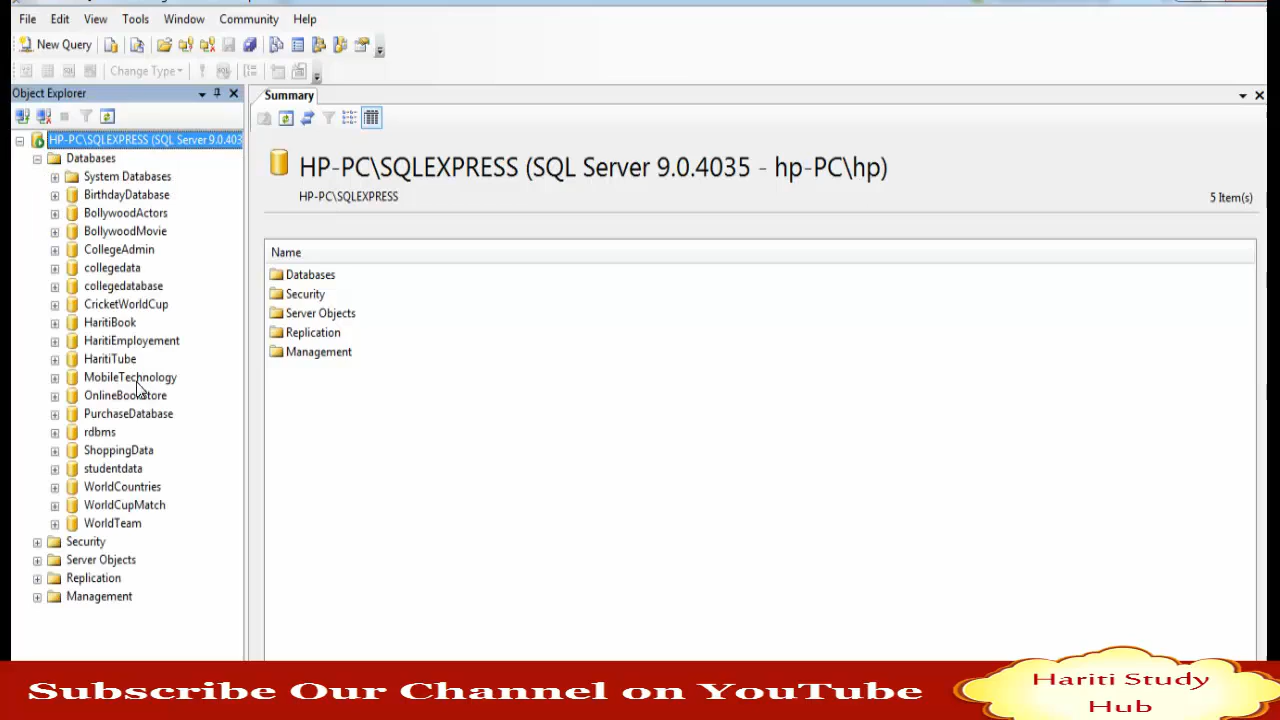 File Edit View Tools Window Community Help
New Query
Change Type
Object Explorer
HP-PC\SQLEXPRESS (SQL Server 9.0.403
Databases
System Databases
BirthdayDatabase
BollywoodActors
BollywoodMovie
CollegeAdmin
collegedata
collegedatabase
CricketWorldCup
HaritiBook
HaritiEmployement
HaritiTube
MobileTechnology
OnlineBookstore
PurchaseDatabase
rdbms
ShoppingData
studentdata
WorldCountries
WorldCupMatch
WorldTeam
Security
Server Objects
Replication
Management
Summary
HP-PC\SQLEXPRESS (SQL Server 9.0.4035 - hp-PC\hp)
HP-PC\SQLEXPRESS
5 Item(s)
Name
Databases
Security
Server Objects
Replication
Management
Subscribe Our Channel on YouTube
Hariti Study
Hub